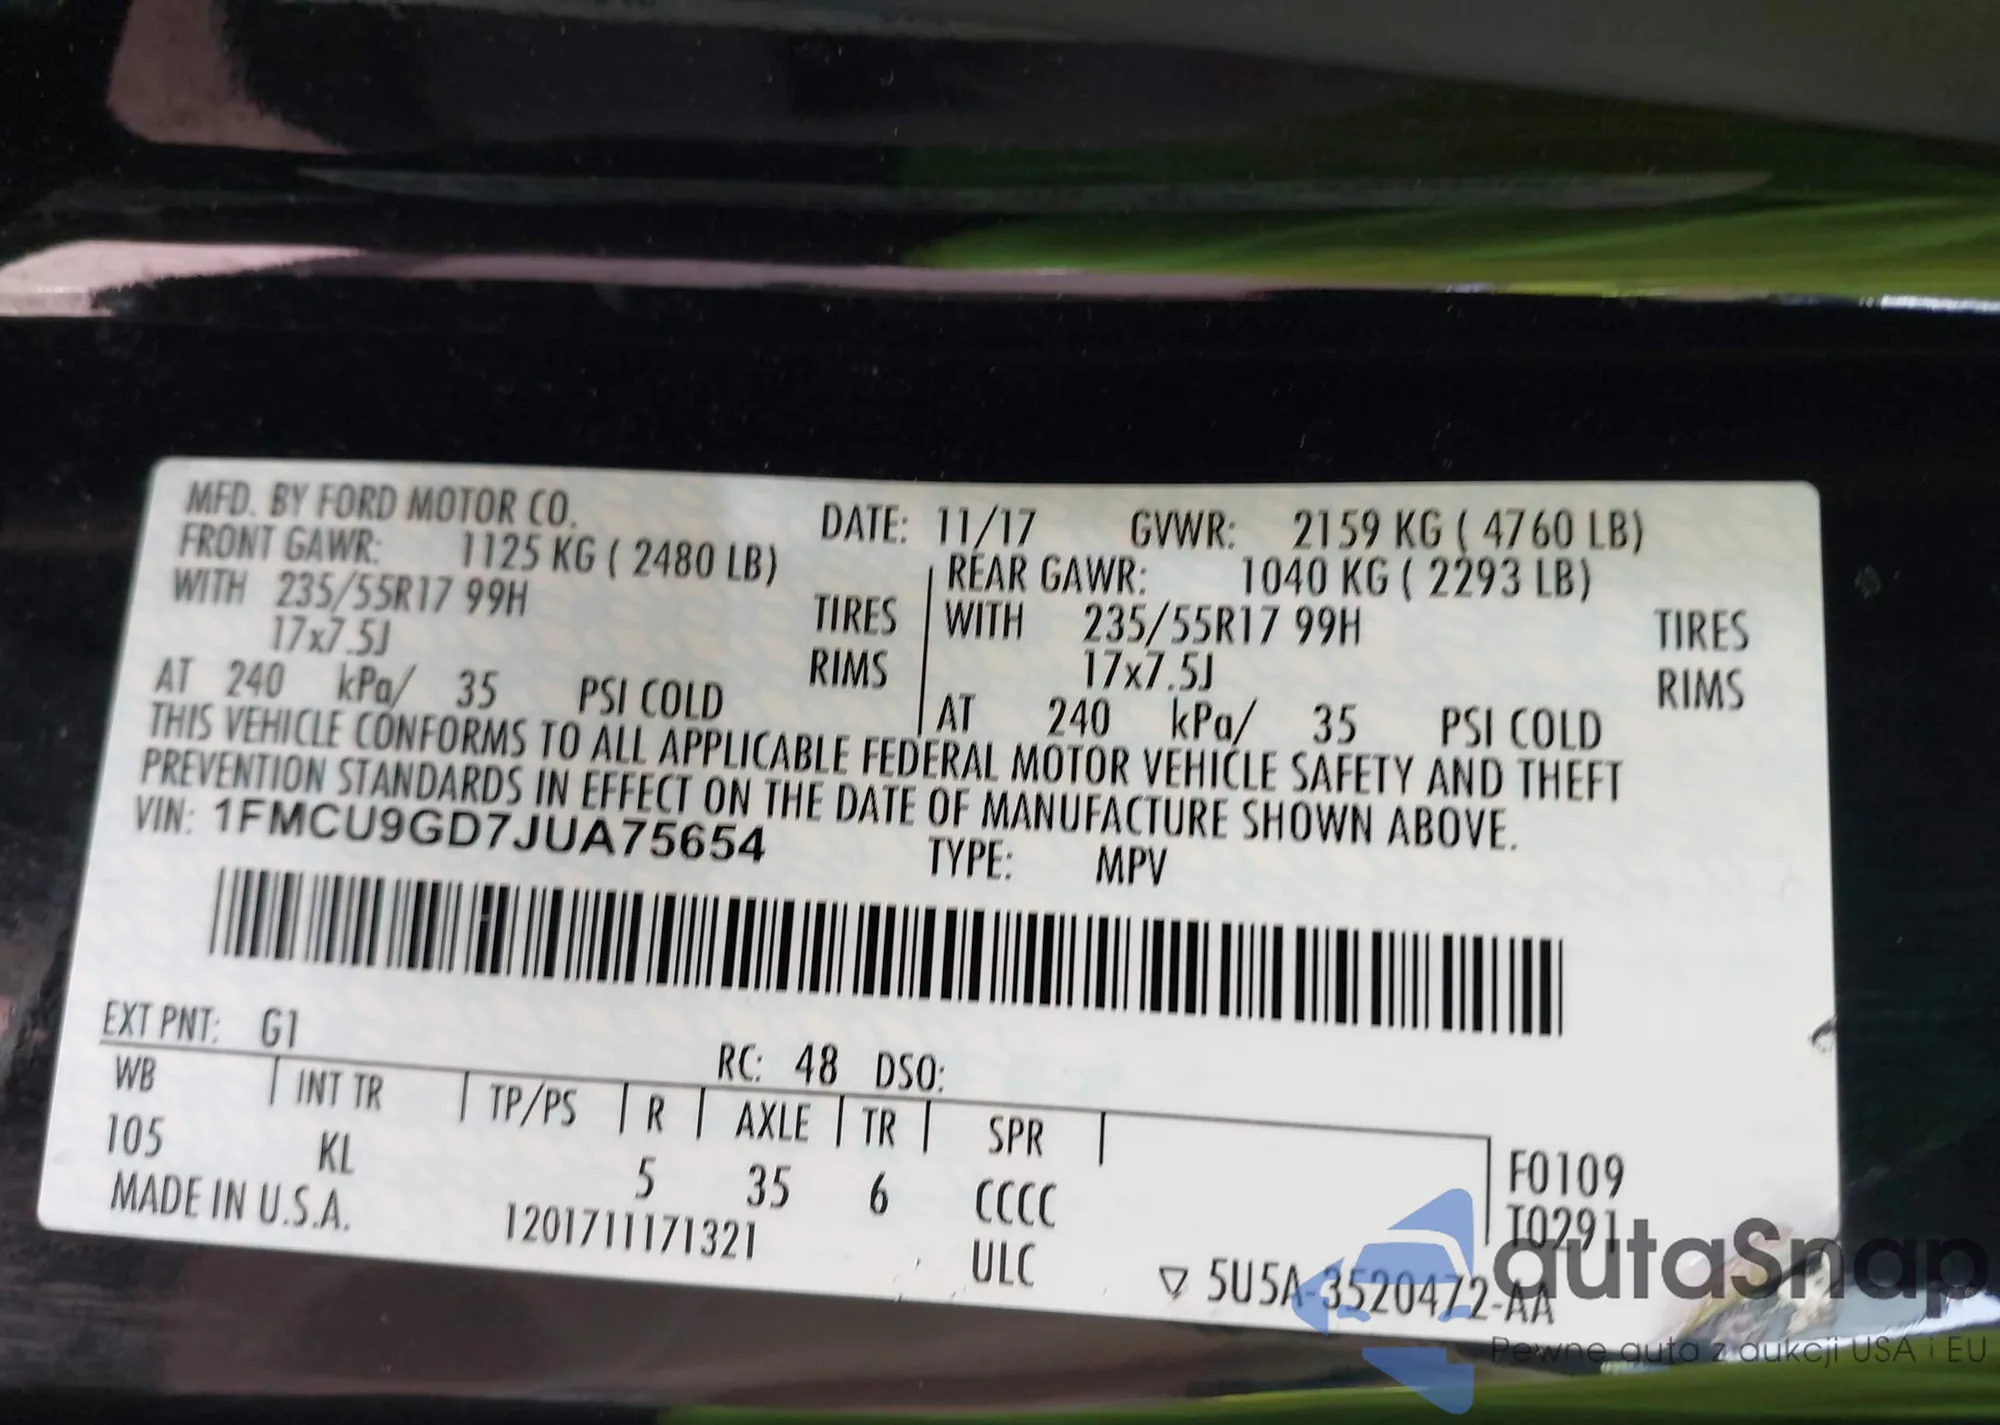 MFD. BY FORD MOTOR CO. DATE: 11/17 GVWR: 2159 KG ( 4760 LB)
FRONT GAWR: 1125 KG ( 2480 LB) REAR GAWR: 1040 KG ( 2293 LB)
WITH 235/55R17 99H TIRES WITH 235/55R17 99H TIRES
17x7.5J RIMS 17x7.5J RIMS
AT 240 kPa/ 35 PSI COLD AT 240 kPa/ 35 PSI COLD
THIS VEHICLE CONFORMS TO ALL APPLICABLE FEDERAL MOTOR VEHICLE SAFETY AND THEFT
PREVENTION STANDARDS IN EFFECT ON THE DATE OF MANUFACTURE SHOWN ABOVE.
VIN: 1FMCU9GD7JUA75654 TYPE: MPV
EXT PNT: G1 RC: 48 DSO:
WB INT TR TP/PS R AXLE TR SPR
105 KL 5 35 6 CCCC F0109
T0291
MADE IN U.S.A. 1201711171321 ULC
5U5A-3520472-AA
autaSnap
Pewne auta z aukcji USA i EU